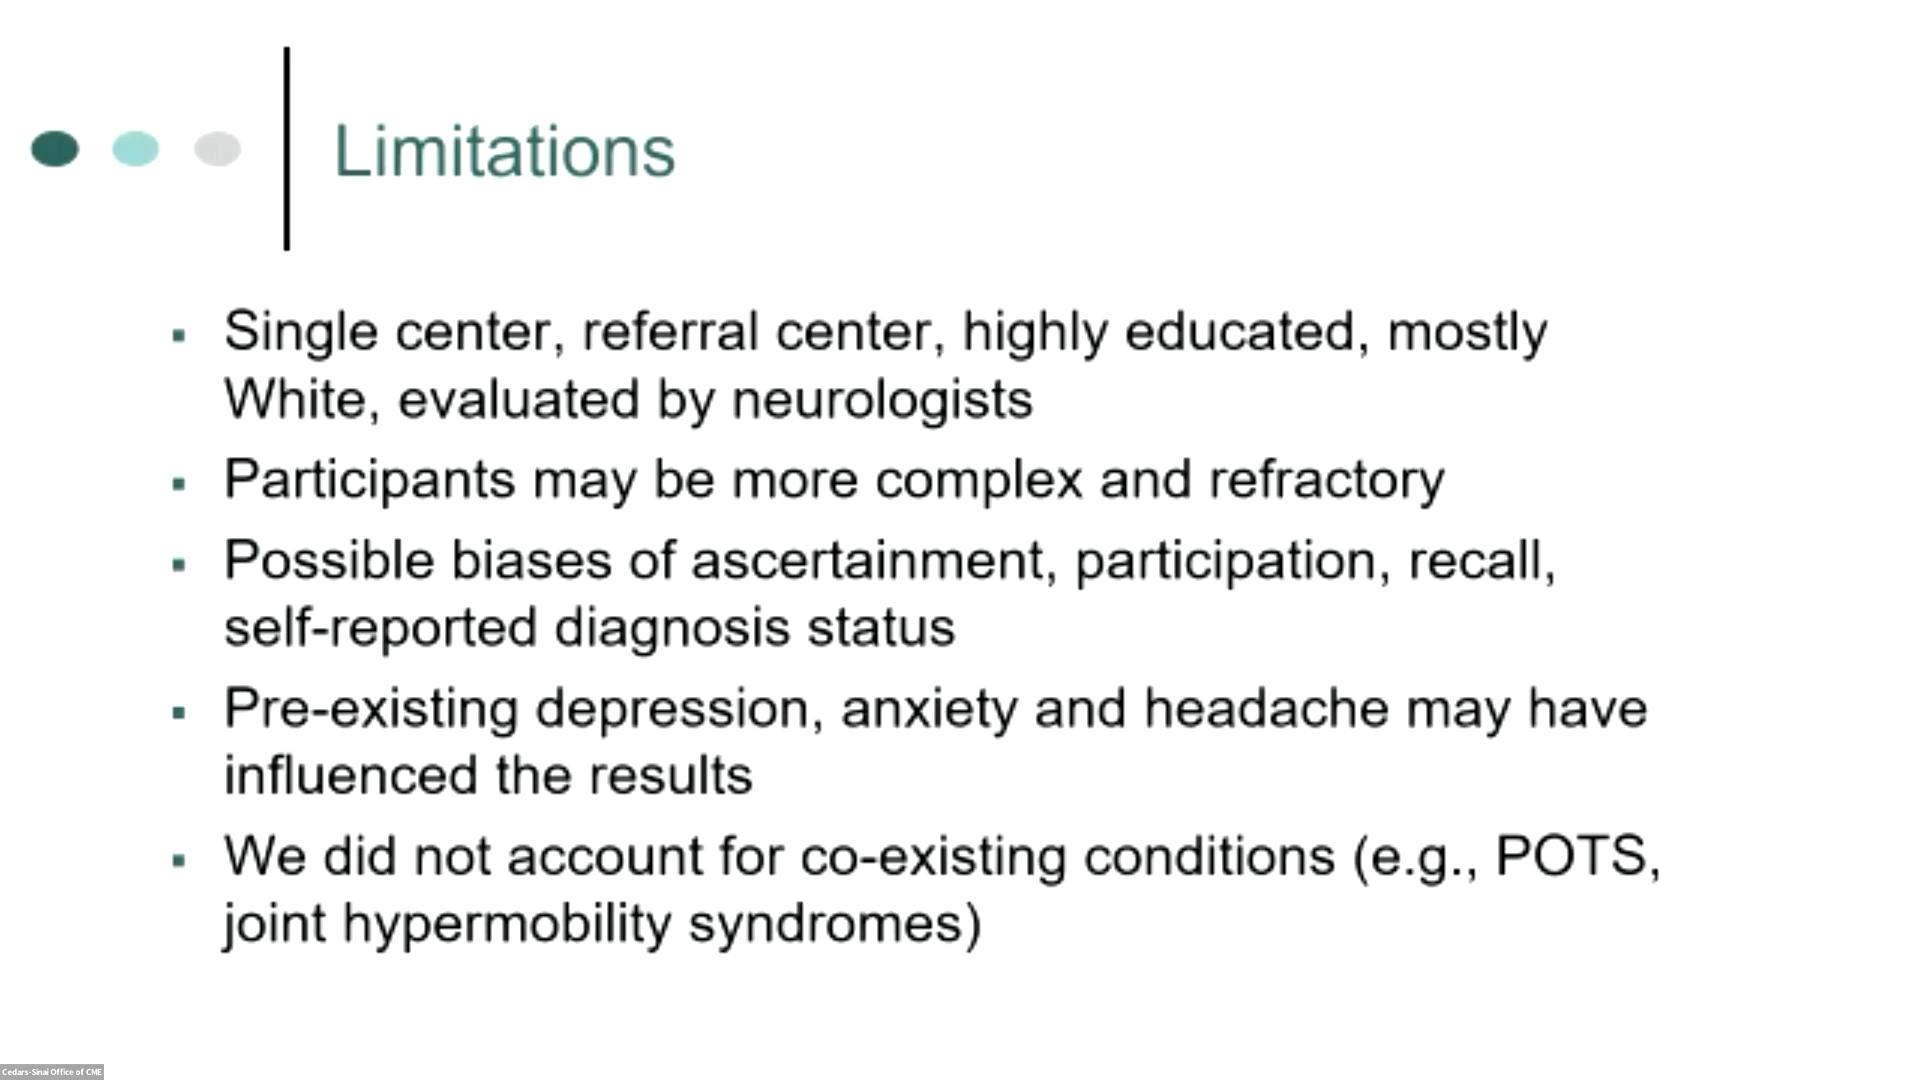 Limitations
Single center, referral center, highly educated, mostly
White, evaluated by neurologists
Participants may be more complex and refractory
Possible biases of ascertainment, participation, recall,
self-reported diagnosis status
Pre-existing depression, anxiety and headache may have
influenced the results
We did not account for co-existing conditions (e.g., POTS,
joint hypermobility syndromes)
Cedars-Sinai Office of CME